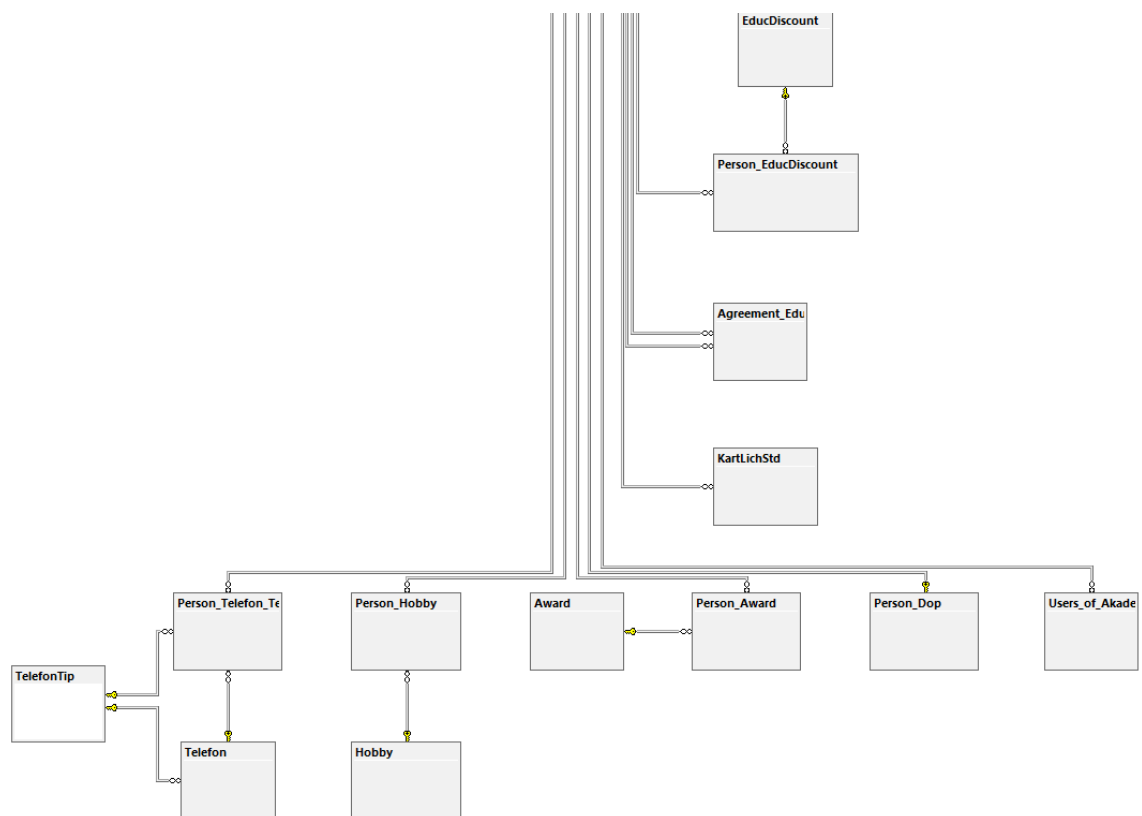 EducDiscount
Person_EducDiscount
Agreement_Edu
KartLichStd
Person_Telefon_Te
Person_Hobby
Award
Person_Award
Person_Dop
Users_of_Akade
TelefonTip
Telefon
Hobby